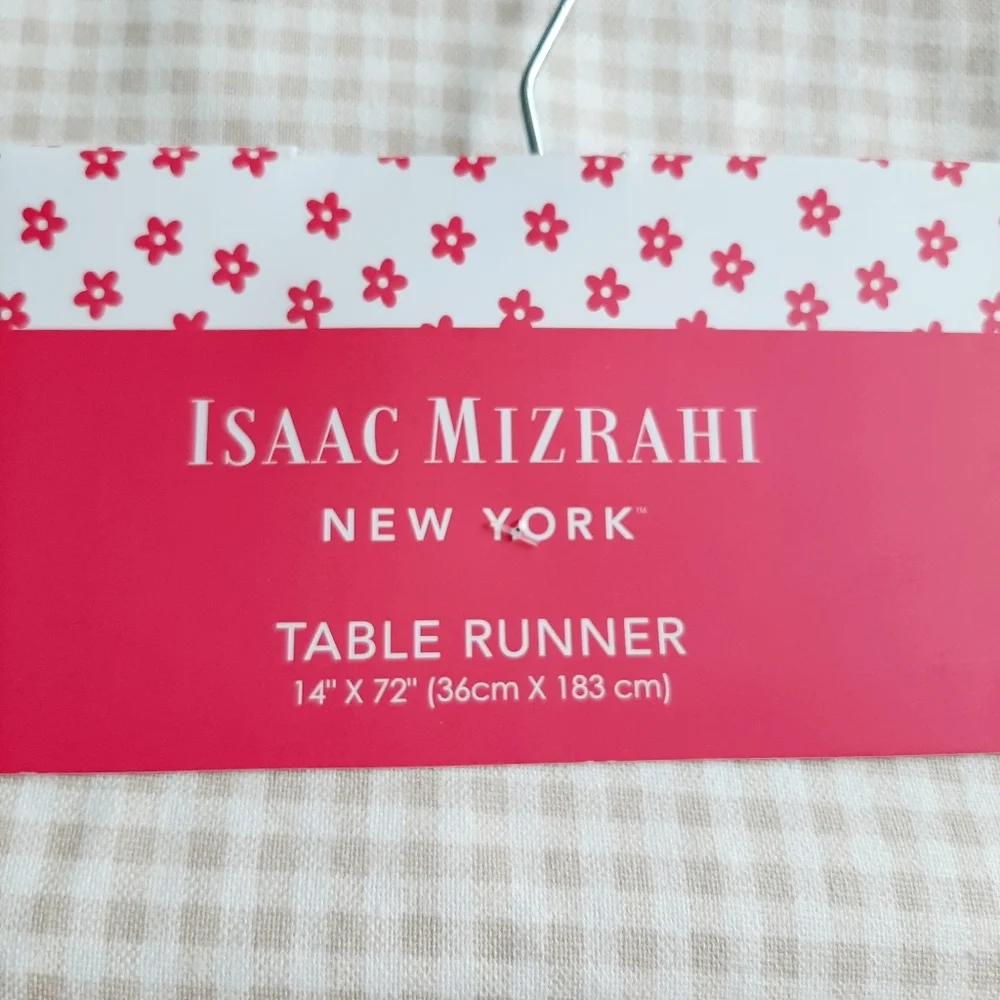 ISAAC MIZRAHI
NEW YORK™
TABLE RUNNER
14" X 72" (36cm X 183 cm)